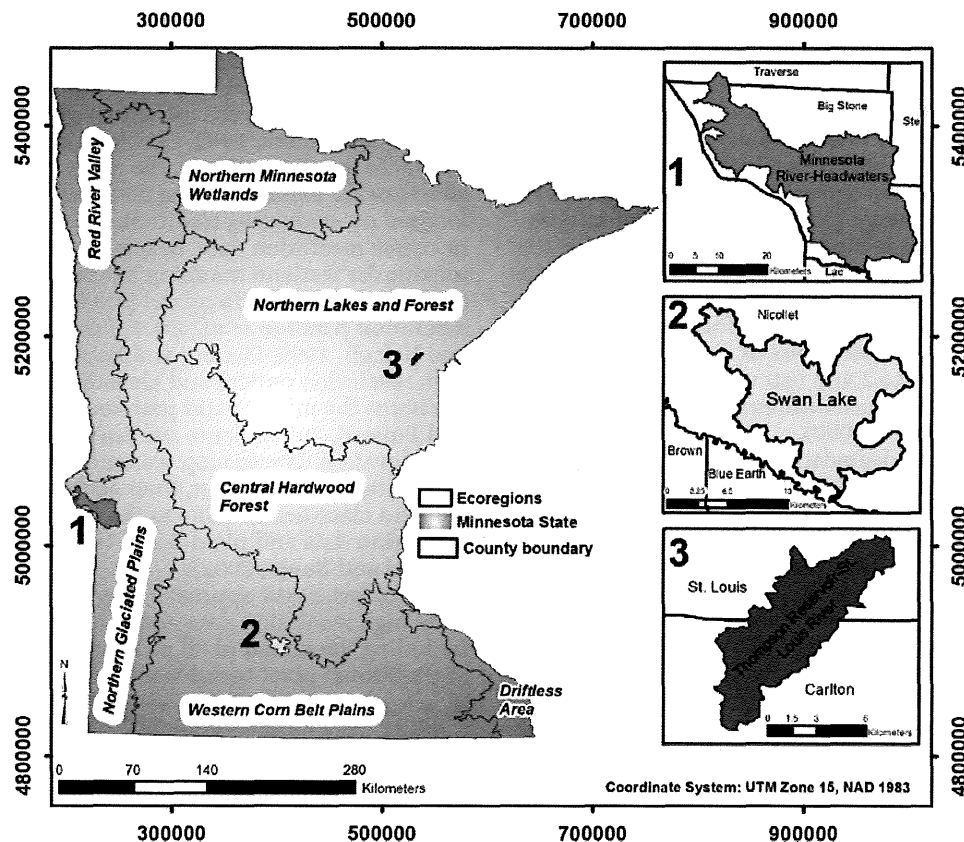 300000 500000 700000 900000
5400000
5200000
5000000
4800000
5400000
5200000
5000000
4800000
Red River Valley
Northern Minnesota
Wetlands
Northern Lakes and Forest
3
Central Hardwood
Forest
1
Northern Glaciated Plains
2
Western Corn Belt Plains
Driftless
Area
N
Ecoregions
Minnesota State
County boundary
0 70 140 280
Kilometers
Traverse
Big Stone
Ste
Minnesota
River-Headwaters
1
Lac
0 5 10 20
Kilometers
2
Nicollet
Swan Lake
Brown
Blue Earth
0 3.25 6.5 13
Kilometers
3
St. Louis
Thompson Reservoir-St.
Louis River
Carlton
0 1.5 3 6
Kilometers
Coordinate System: UTM Zone 15, NAD 1983
300000 500000 700000 900000